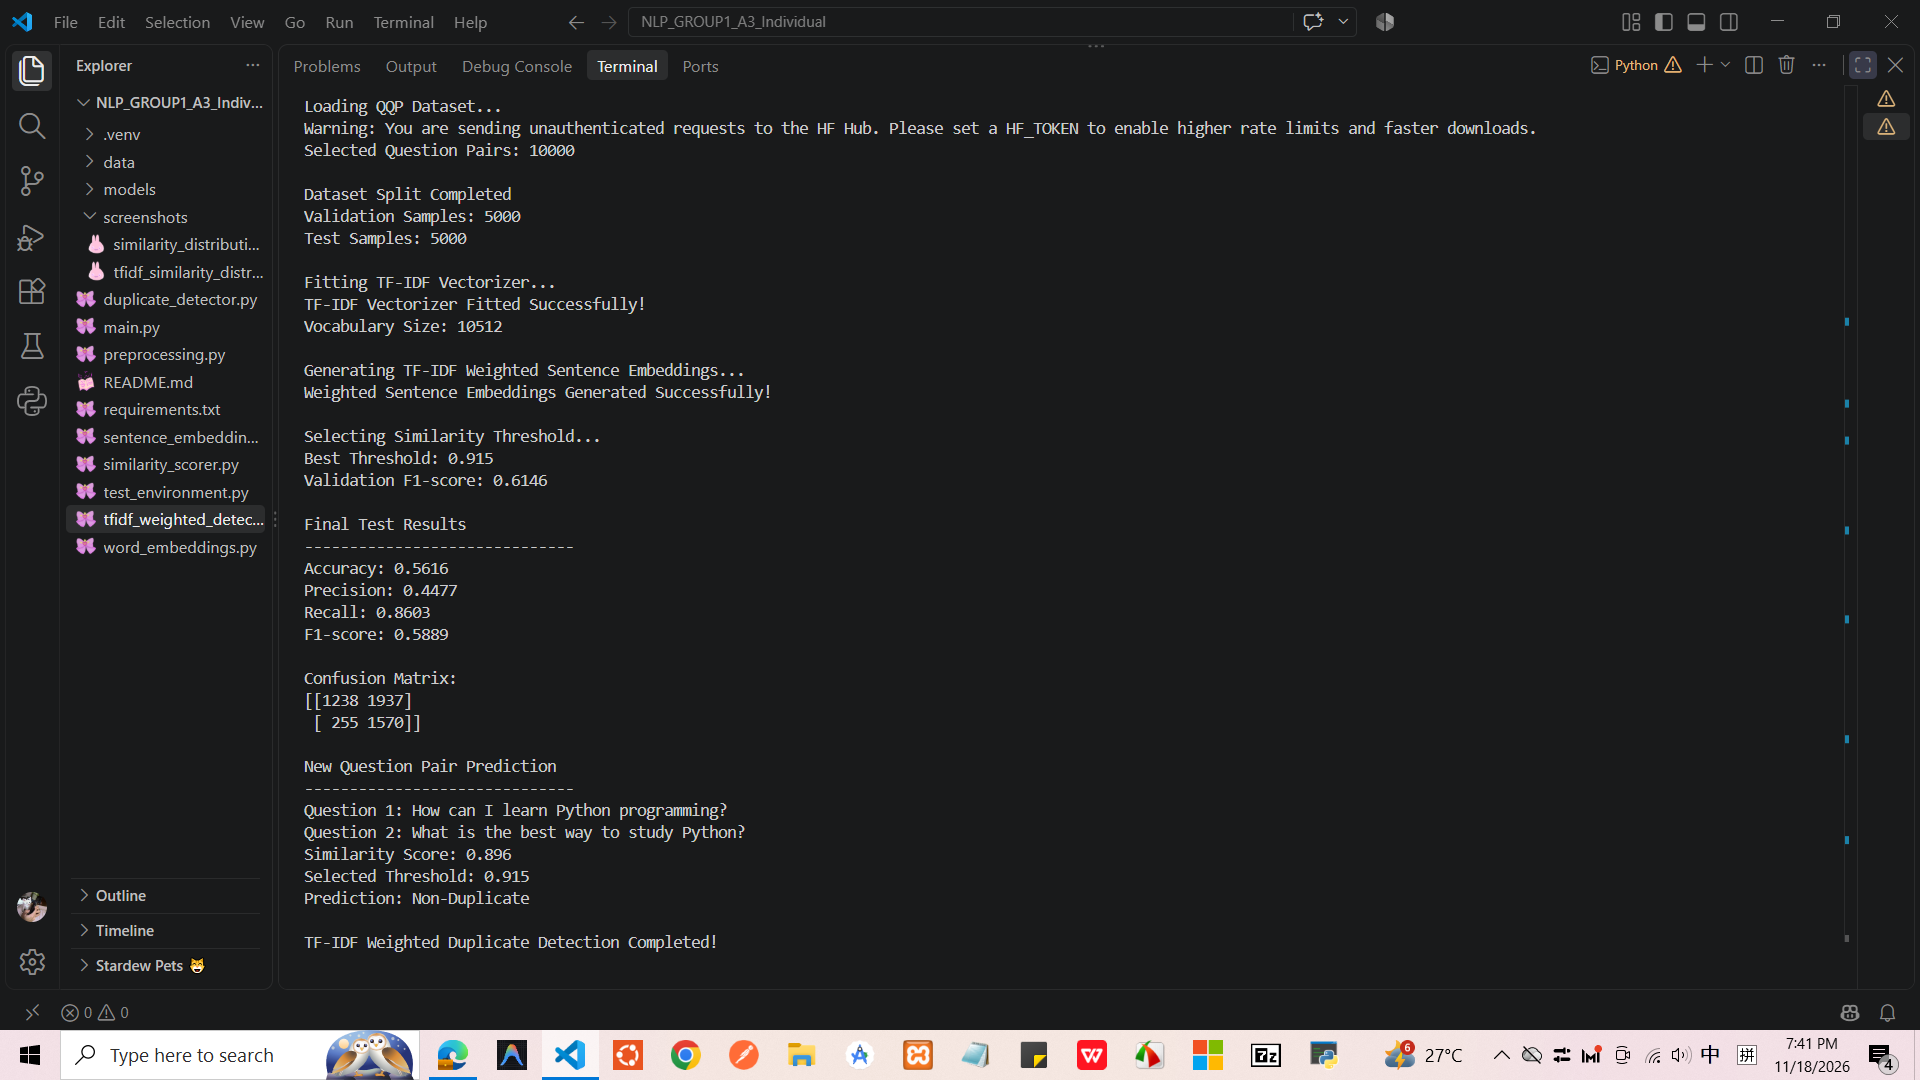 File Edit Selection View Go Run Terminal Help
NLP_GROUP1_A3_Individual
Explorer
NLP_GROUP1_A3_Indiv...
.venv
data
models
screenshots
similarity_distributi...
tfidf_similarity_distr...
duplicate_detector.py
main.py
preprocessing.py
README.md
requirements.txt
sentence_embeddin...
similarity_scorer.py
test_environment.py
tfidf_weighted_detec...
word_embeddings.py
Outline
Timeline
Stardew Pets
Problems Output Debug Console Terminal Ports
Python
Loading QQP Dataset...
Warning: You are sending unauthenticated requests to the HF Hub. Please set a HF_TOKEN to enable higher rate limits and faster downloads.
Selected Question Pairs: 10000
Dataset Split Completed
Validation Samples: 5000
Test Samples: 5000
Fitting TF-IDF Vectorizer...
TF-IDF Vectorizer Fitted Successfully!
Vocabulary Size: 10512
Generating TF-IDF Weighted Sentence Embeddings...
Weighted Sentence Embeddings Generated Successfully!
Selecting Similarity Threshold...
Best Threshold: 0.915
Validation F1-score: 0.6146
Final Test Results
------------------------------
Accuracy: 0.5616
Precision: 0.4477
Recall: 0.8603
F1-score: 0.5889
Confusion Matrix:
[[1238 1937]
[ 255 1570]]
New Question Pair Prediction
------------------------------
Question 1: How can I learn Python programming?
Question 2: What is the best way to study Python?
Similarity Score: 0.896
Selected Threshold: 0.915
Prediction: Non-Duplicate
TF-IDF Weighted Duplicate Detection Completed!
0 0
Type here to search
6
27°C
中
拼
7:41 PM
11/18/2026
4